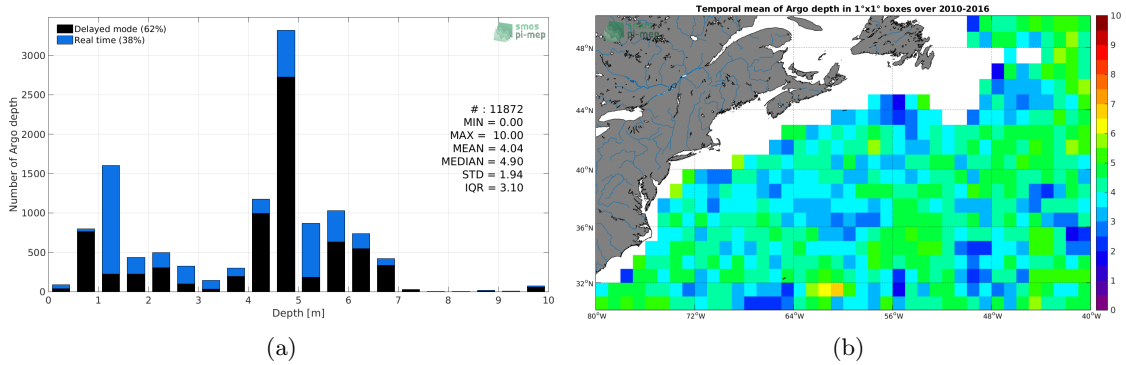 Delayed mode (62%)
Real time (38%)
smos
pi-mep
# : 11872
MIN = 0.00
MAX = 10.00
MEAN = 4.04
MEDIAN = 4.90
STD = 1.94
IQR = 3.10
Number of Argo depth
3000
2500
2000
1500
1000
500
0
0 1 2 3 4 5 6 7 8 9 10
Depth [m]
(a)
Temporal mean of Argo depth in 1°x1° boxes over 2010-2016
smos
pi-mep
48°N
44°N
40°N
36°N
32°N
80°W 72°W 64°W 56°W 48°W 40°W
10
9
8
7
6
5
4
3
2
1
0
(b)